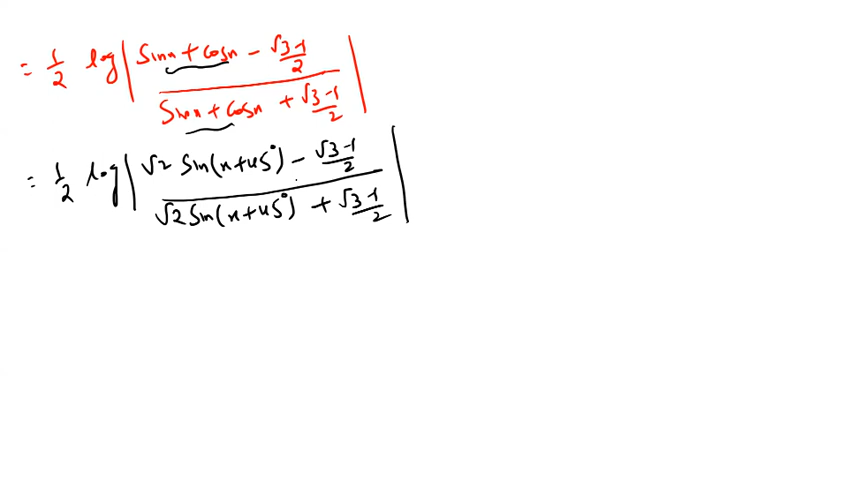 = 1/2 log| (sinx + cosx - (√3-1)/2) / (sinx + cosx + (√3-1)/2) |
= 1/2 log| (√2 sin(x+45°) - (√3-1)/2) / (√2 sin(x+45°) + (√3-1)/2) |